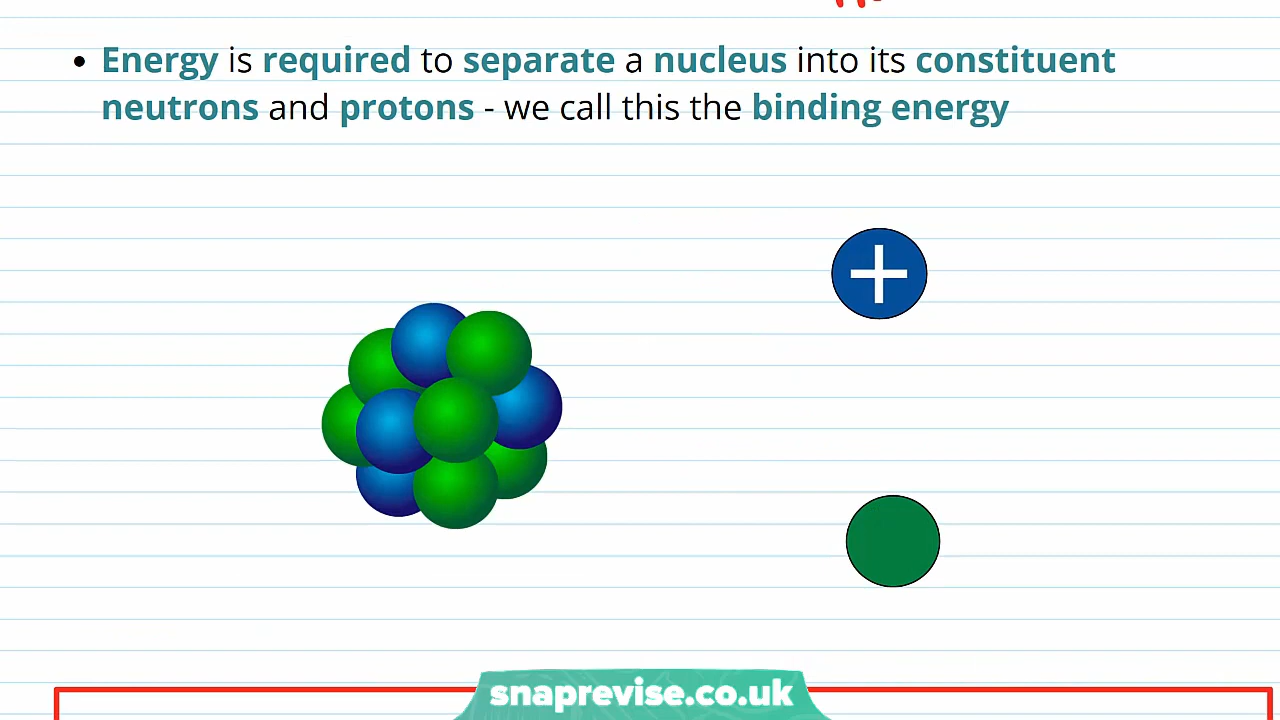 • Energy is required to separate a nucleus into its constituent
neutrons and protons - we call this the binding energy
+
snaprevise.co.uk